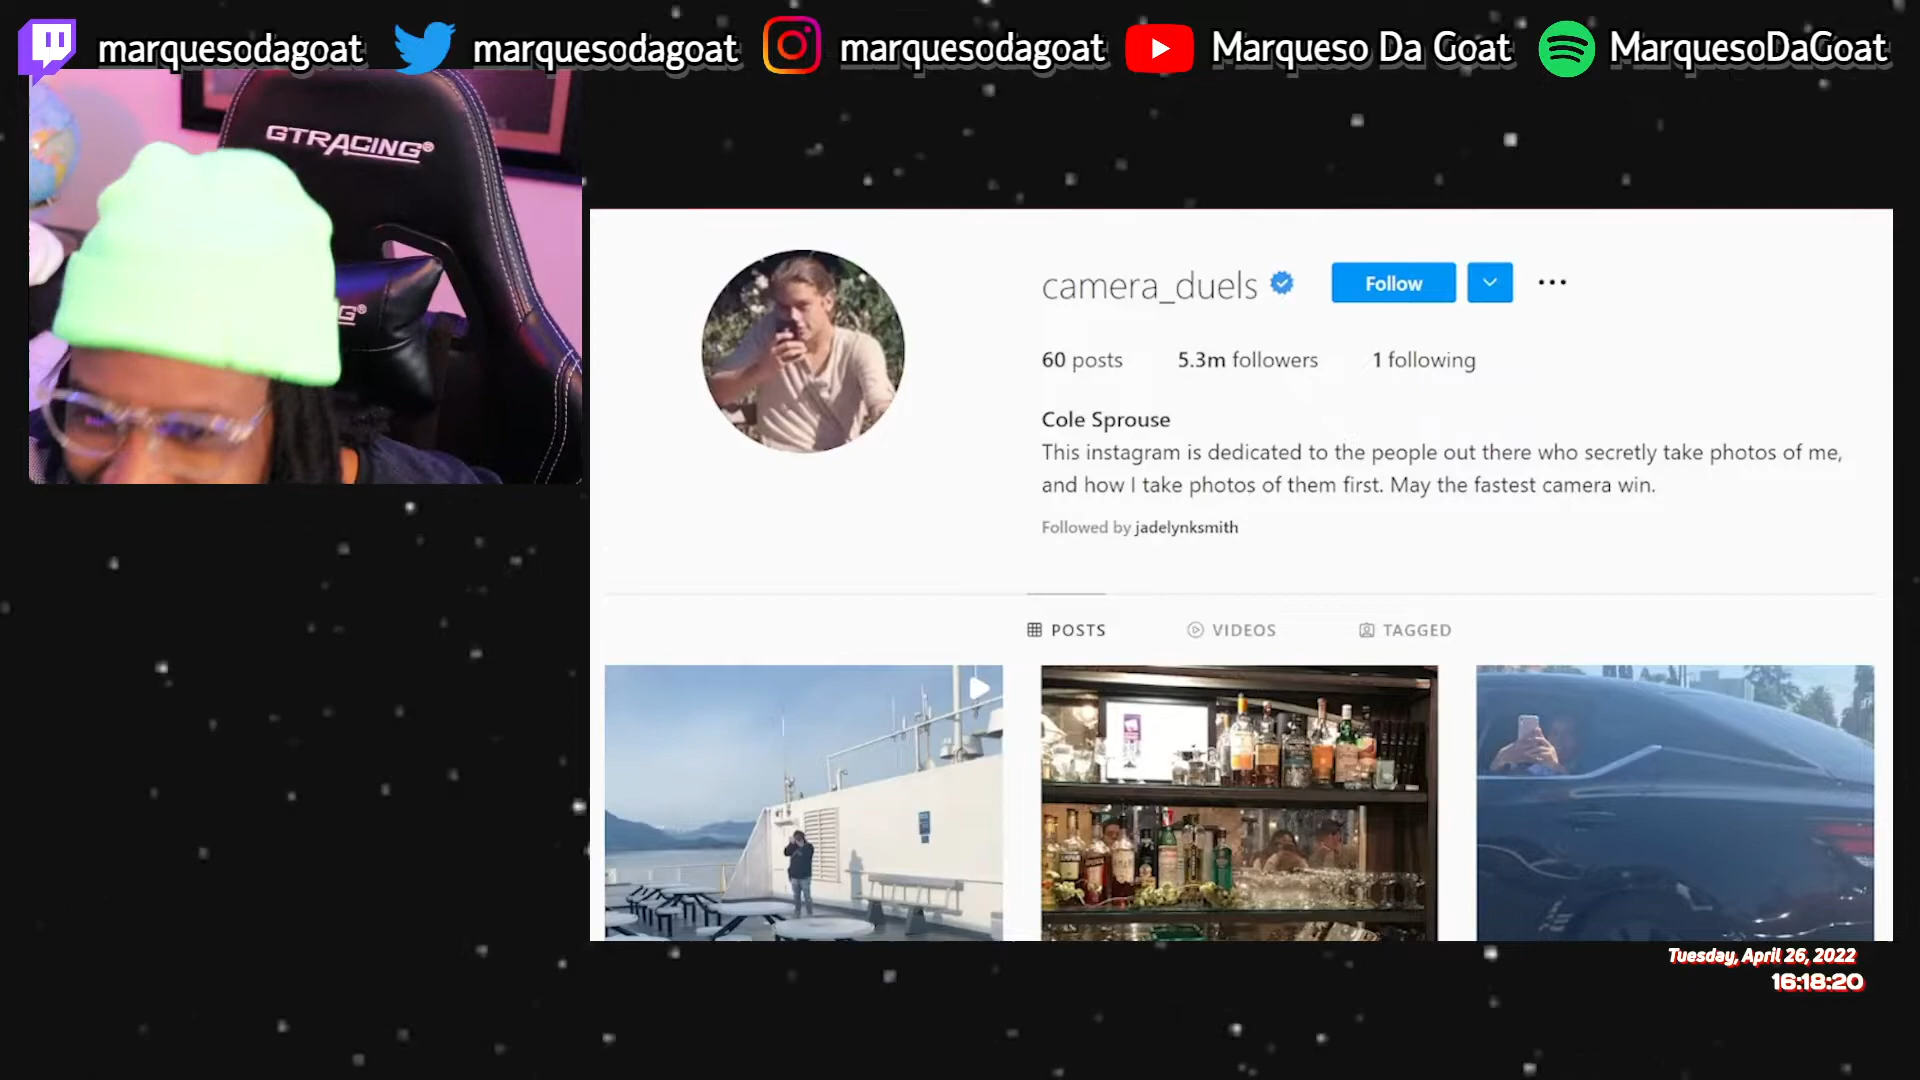 marquesodagoat marquesodagoat marquesodagoat Marqueso Da Goat MarquesoDaGoat
GTRACING®
G®
camera_duels Follow
60 posts 5.3m followers 1 following
Cole Sprouse
This instagram is dedicated to the people out there who secretly take photos of me,
and how I take photos of them first. May the fastest camera win.
Followed by jadelynksmith
POSTS VIDEOS TAGGED
Tuesday, April 26, 2022
16:18:20